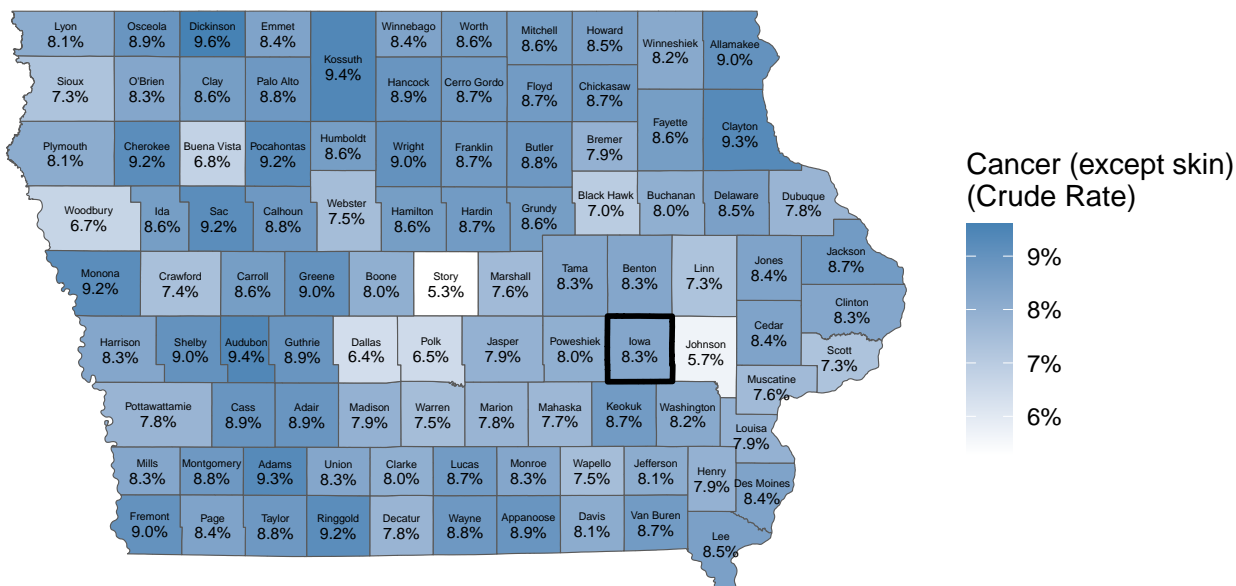 Lyon Osceola Dickinson Emmet Winnebago Worth Mitchell Howard Allamakee
8.1% 8.9% 9.6% 8.4% 8.4% 8.6% 8.6% 8.5% Winneshiek 9.0%
8.2%
Kossuth
9.4%
Sioux O'Brien Clay Palo Alto Hancock Cerro Gordo Floyd Chickasaw
7.3% 8.3% 8.6% 8.8% 8.9% 8.7% 8.7% 8.7%
Fayette Clayton
8.6% 9.3%
Plymouth Cherokee Buena Vista Pocahontas Humboldt Wright Franklin Butler Bremer
8.1% 9.2% 6.8% 9.2% 8.6% 9.0% 8.7% 8.8% 7.9%
Woodbury Ida Sac Calhoun Webster Hamilton Hardin Grundy Black Hawk Buchanan Delaware Dubuque
6.7% 8.6% 9.2% 8.8% 7.5% 8.6% 8.7% 8.6% 7.0% 8.0% 8.5% 7.8%
Monona Crawford Carroll Greene Boone Story Marshall Tama Benton Linn Jones Jackson
9.2% 7.4% 8.6% 9.0% 8.0% 5.3% 7.6% 8.3% 8.3% 7.3% 8.4% 8.7%
Clinton
8.3%
Harrison Shelby Audubon Guthrie Dallas Polk Jasper Poweshiek Iowa Johnson Cedar Scott
8.3% 9.0% 9.4% 8.9% 6.4% 6.5% 7.9% 8.0% 8.3% 5.7% 8.4% 7.3%
Muscatine
7.6%
Pottawattamie Cass Adair Madison Warren Marion Mahaska Keokuk Washington Louisa
7.8% 8.9% 8.9% 7.9% 7.5% 7.8% 7.7% 8.7% 8.2% 7.9%
Mills Montgomery Adams Union Clarke Lucas Monroe Wapello Jefferson Henry Des Moines
8.3% 8.8% 9.3% 8.3% 8.0% 8.7% 8.3% 7.5% 8.1% 7.9% 8.4%
Fremont Page Taylor Ringgold Decatur Wayne Appanoose Davis Van Buren Lee
9.0% 8.4% 8.8% 9.2% 7.8% 8.8% 8.9% 8.1% 8.7% 8.5%
Cancer (except skin)
(Crude Rate)
9%
8%
7%
6%